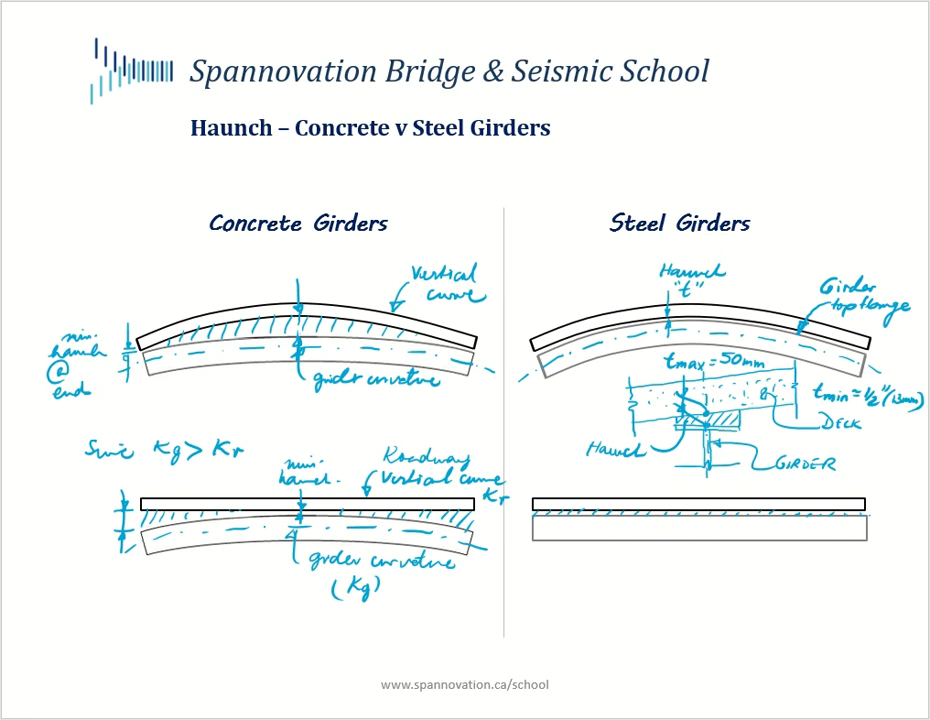 Spannovation Bridge & Seismic School
Haunch – Concrete v Steel Girders
Concrete Girders
Vertical
curve
min.
haunch
@
end
girder curvature
Since Kg > Kr
min.
haunch.
Roadway
Vertical curve
Kr
girder curvature
(Kg)
Steel Girders
Haunch
"t"
Girder
top flange
tmax = 50mm
tmin = 1/2" (13mm)
DECK
Haunch
GIRDER
www.spannovation.ca/school